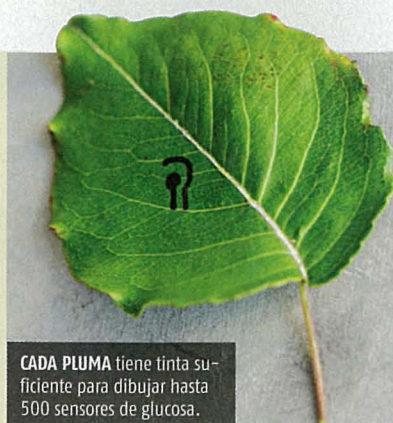 CADA PLUMA tiene tinta su-
ficiente para dibujar hasta
500 sensores de glucosa.